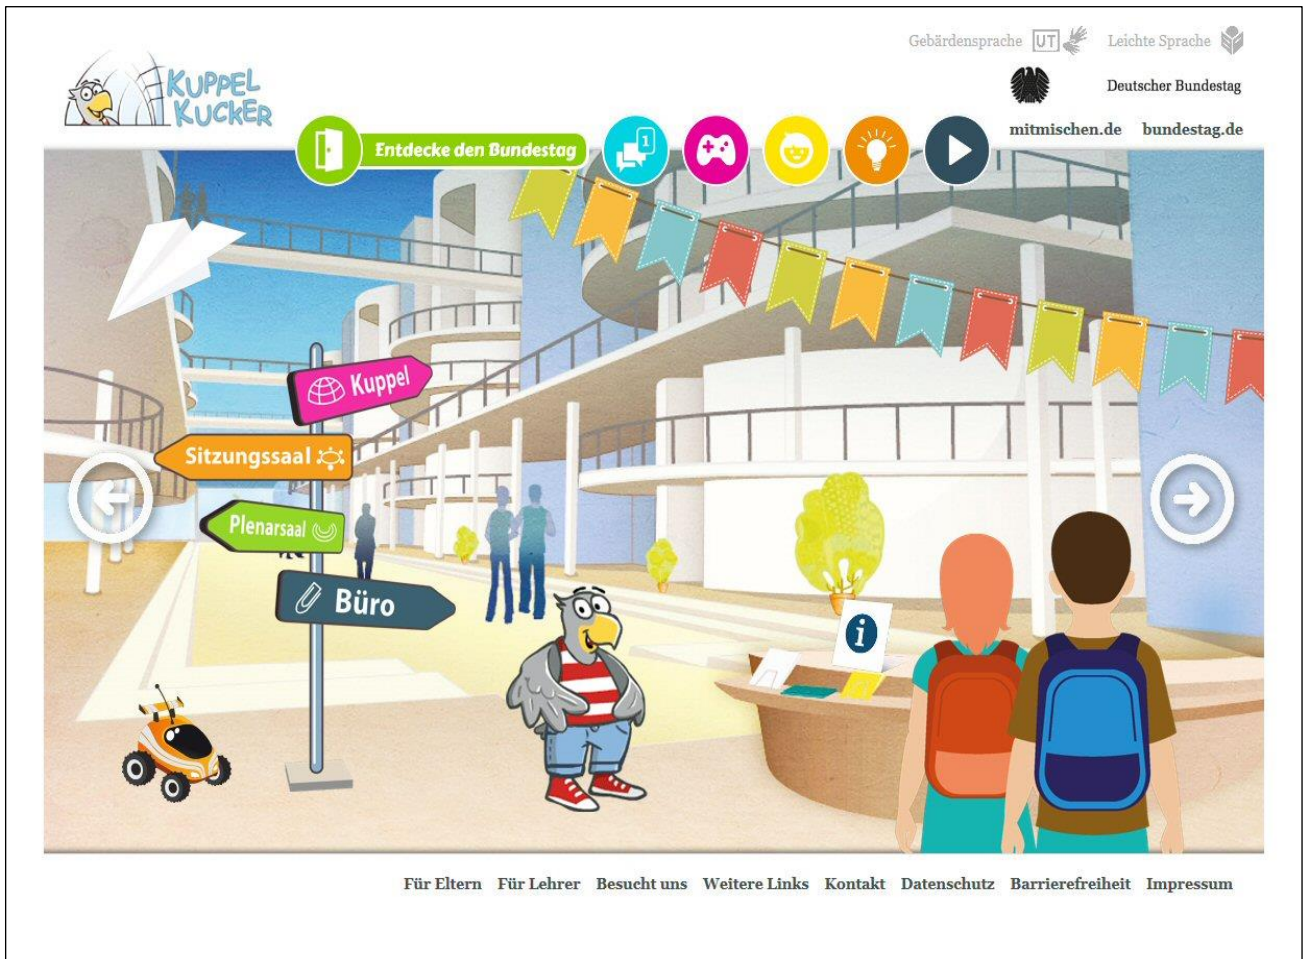 Gebärdensprache UT Leichte Sprache
KUPPEL
KUCKER
Deutscher Bundestag
mitmischen.de bundestag.de
Entdecke den Bundestag
1
Kuppel
Sitzungssaal
Plenarsaal
Büro
i
Für Eltern Für Lehrer Besucht uns Weitere Links Kontakt Datenschutz Barrierefreiheit Impressum